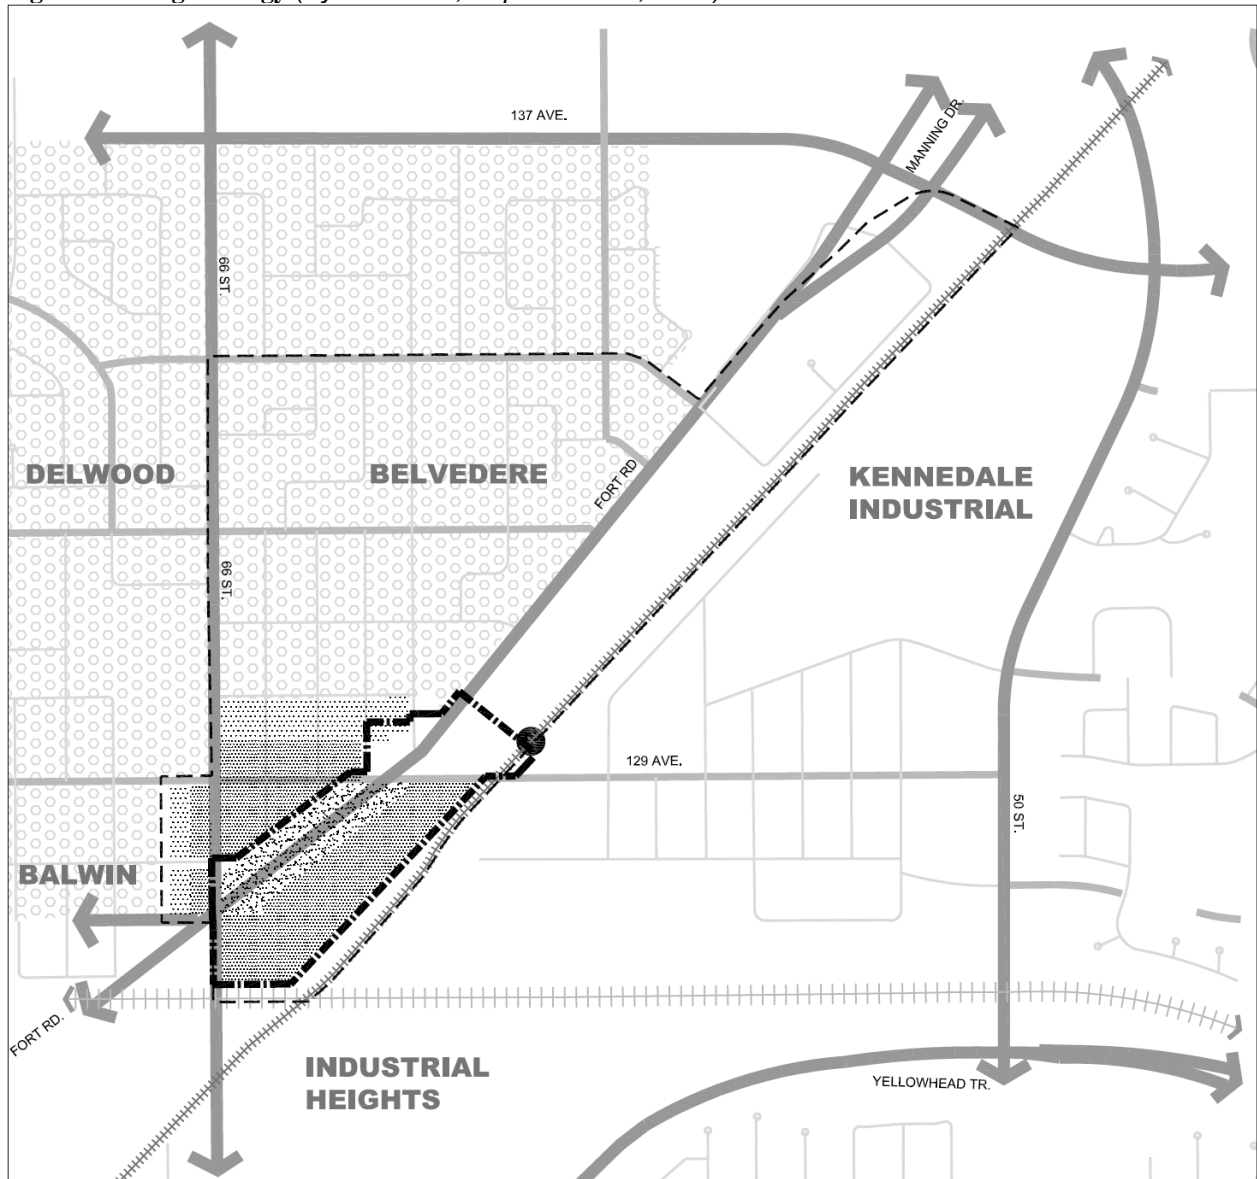 137 AVE.
MANNING DR.
66 ST.
DELWOOD
BELVEDERE
FORT RD
KENNEDALE
INDUSTRIAL
66 ST.
129 AVE.
50 ST.
BALWIN
FORT RD.
INDUSTRIAL
HEIGHTS
YELLOWHEAD TR.